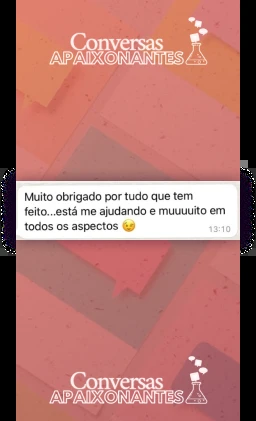 Conversas
APAIXONANTES
Muito obrigado por tudo que tem
feito...está me ajudando e muuuuito em
todos os aspectos 😉
13:10
Conversas
APAIXONANTES